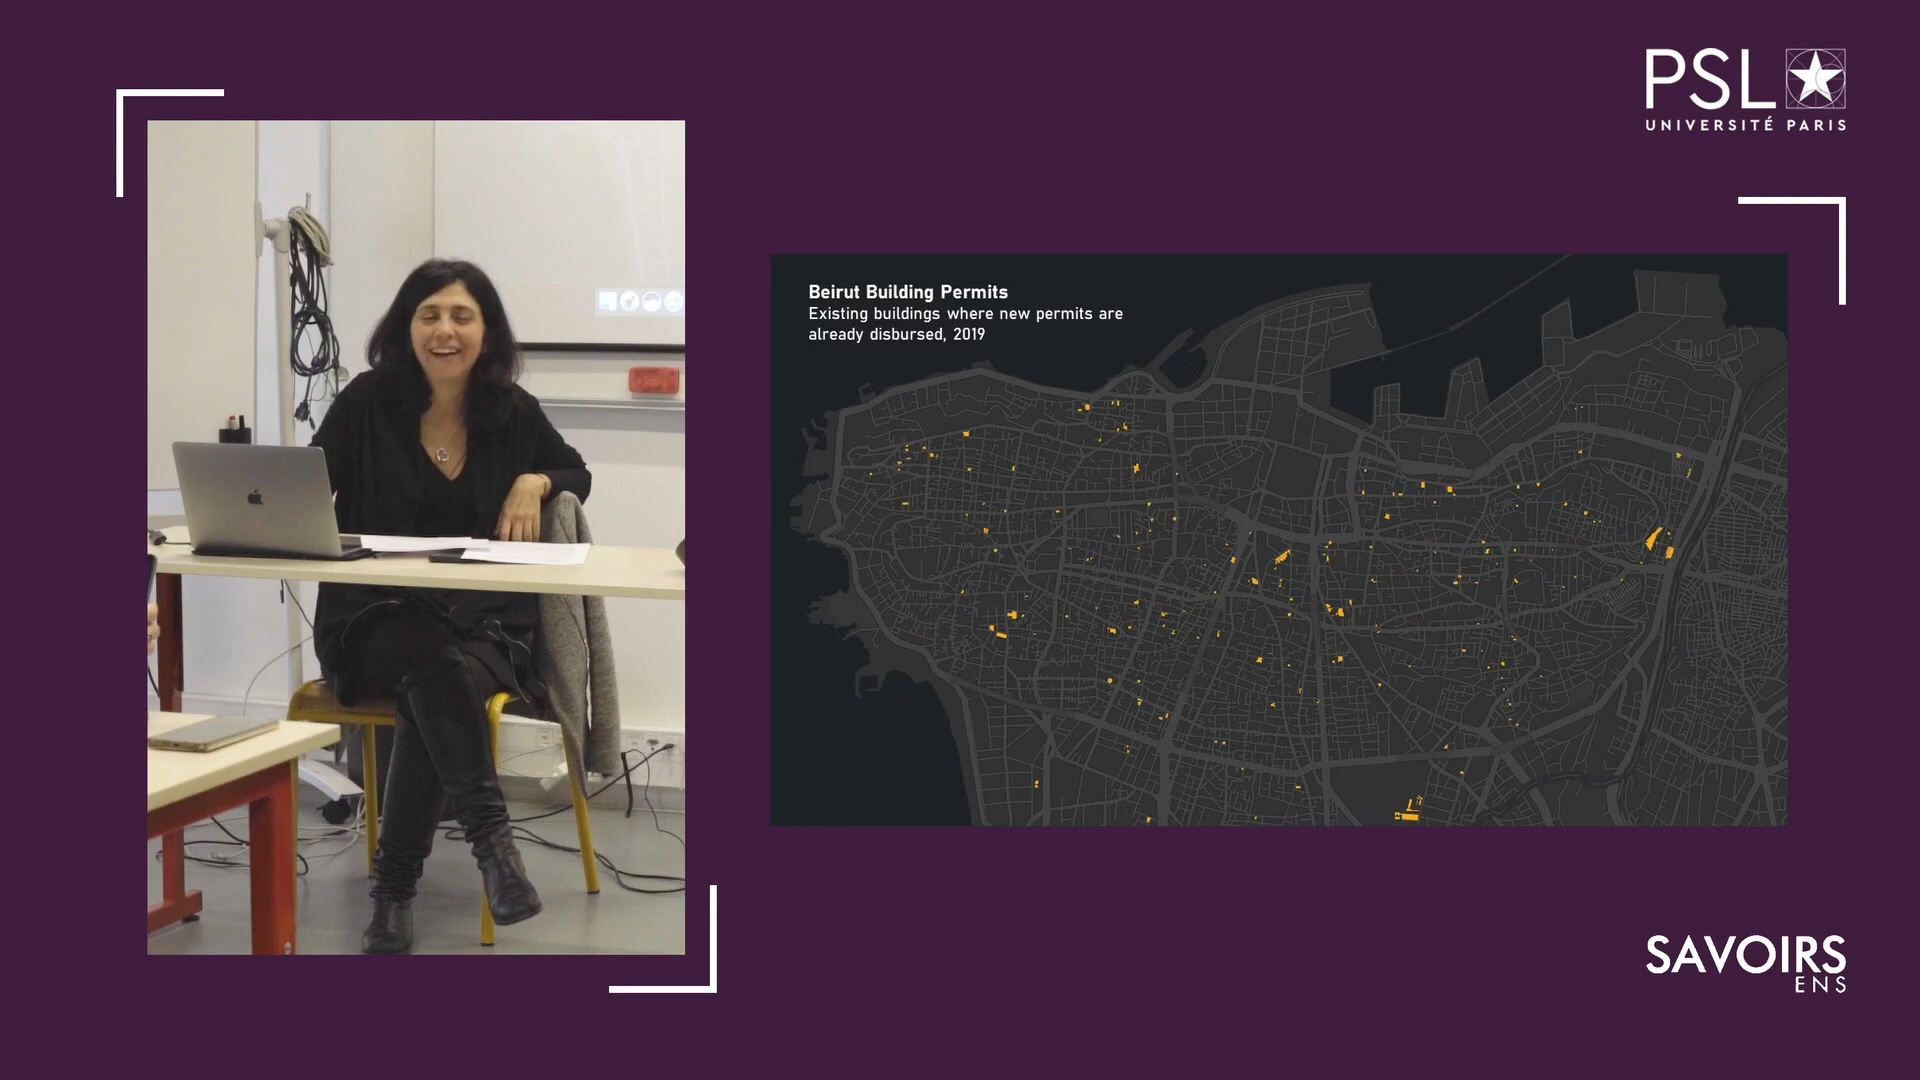 PSL
UNIVERSITÉ PARIS
Beirut Building Permits
Existing buildings where new permits are
already disbursed, 2019
SAVOIRS
ENS